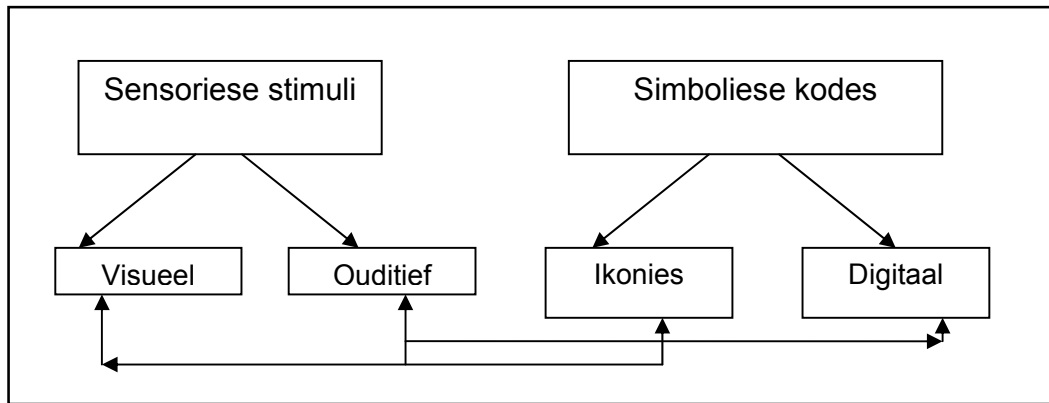 Sensoriese stimuli
Simboliese kodes
Visueel
Ouditief
Ikonies
Digitaal